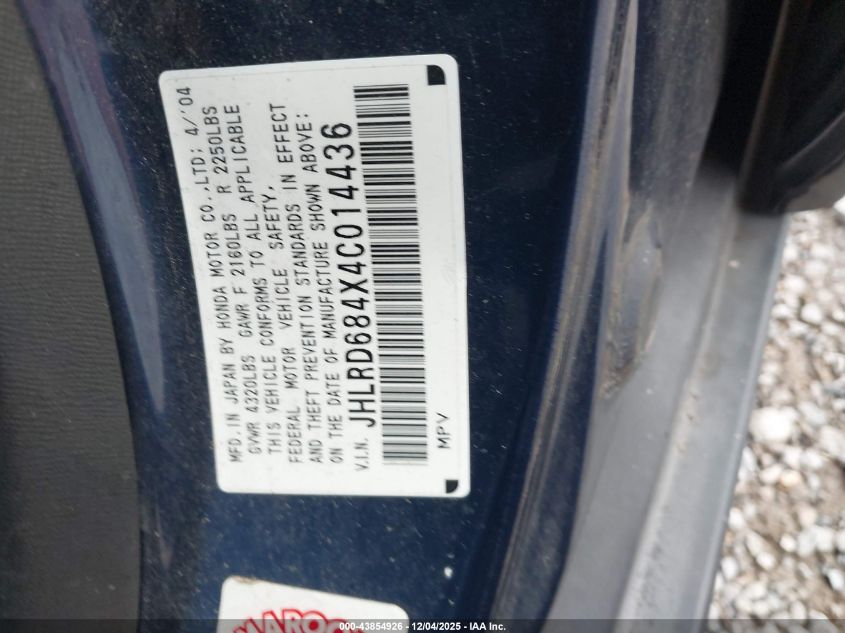 MFD. IN JAPAN BY HONDA MOTOR CO., LTD; 4/'04
GVWR 4320LBS GAWR F 2160LBS R 2250LBS
THIS VEHICLE CONFORMS TO ALL APPLICABLE
FEDERAL MOTOR VEHICLE SAFETY,
AND THEFT PREVENTION STANDARDS IN EFFECT
ON THE DATE OF MANUFACTURE SHOWN ABOVE:
V.I.N. JHLRD684X4C014436
MPV
000-43854926 - 12/04/2025 - IAA Inc.